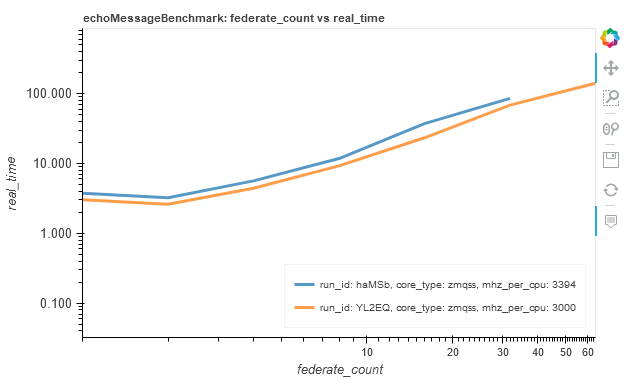 echoMessageBenchmark: federate_count vs real_time
100.000
10.000
1.000
0.100
real_time
run_id: haMSb, core_type: zmqss, mhz_per_cpu: 3394
run_id: YL2EQ, core_type: zmqss, mhz_per_cpu: 3000
10
20
30
40
50
60
federate_count